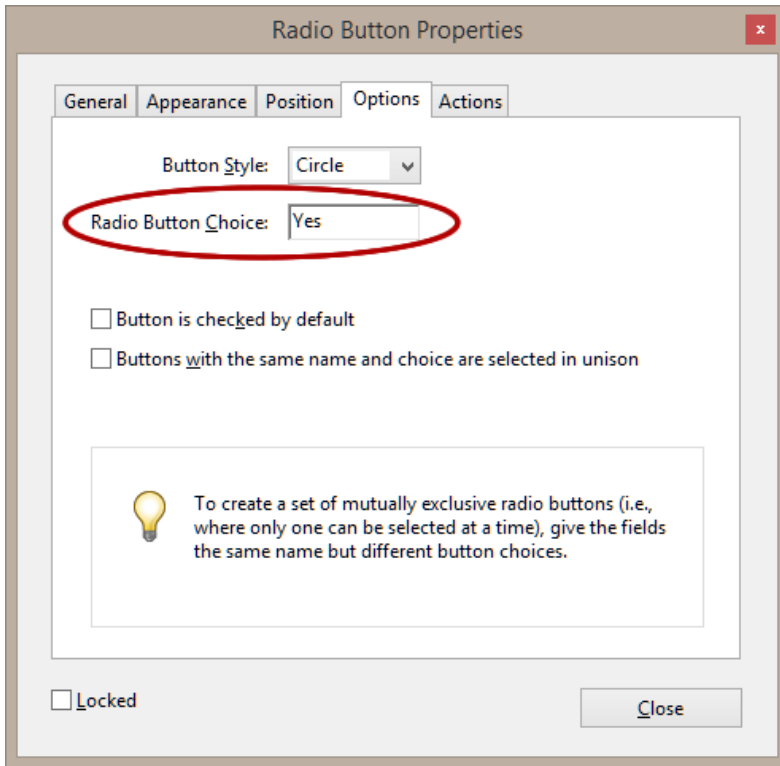 Radio Button Properties
x
General Appearance Position Options Actions
Button Style: Circle
Radio Button Choice: Yes
Button is checked by default
Buttons with the same name and choice are selected in unison
To create a set of mutually exclusive radio buttons (i.e.,
where only one can be selected at a time), give the fields
the same name but different button choices.
Locked
Close